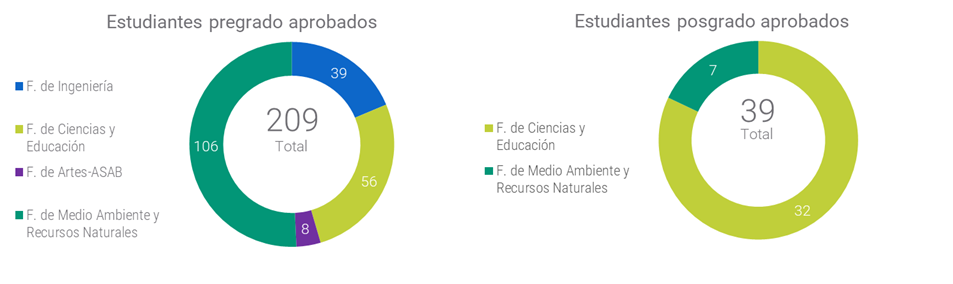 Estudiantes pregrado aprobados
F. de Ingeniería
F. de Ciencias y
Educación
F. de Artes-ASAB
F. de Medio Ambiente y
Recursos Naturales
39
209
Total
106
56
8
Estudiantes posgrado aprobados
F. de Ciencias y
Educación
F. de Medio Ambiente y
Recursos Naturales
7
39
Total
32